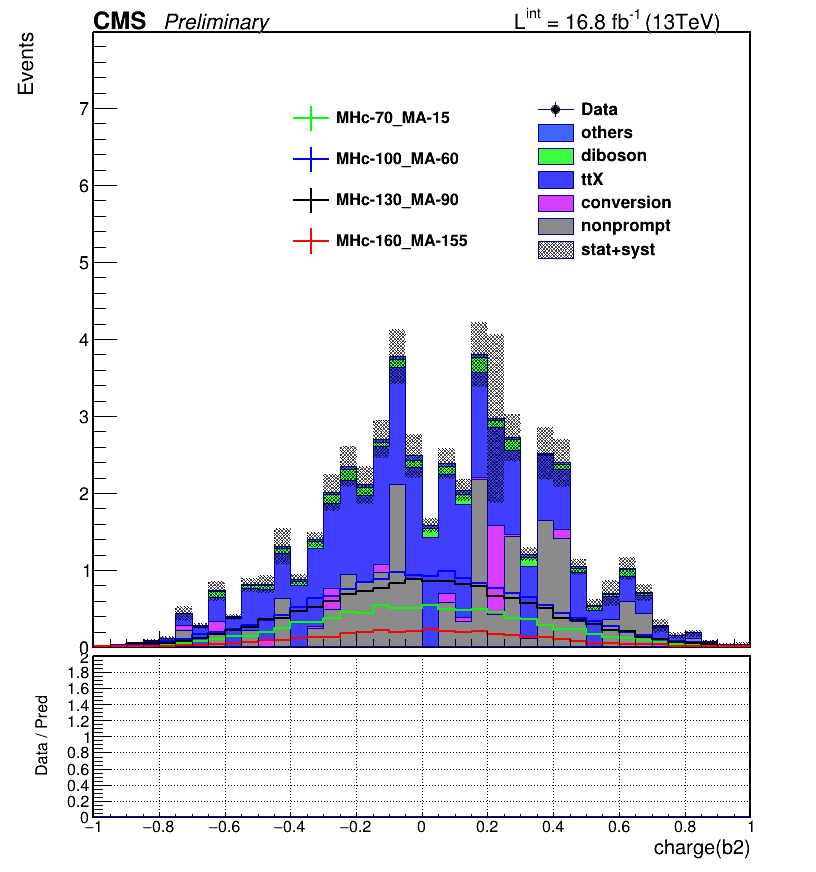 CMS Preliminary L^int = 16.8 fb^-1 (13TeV)
Events
7
6
5
4
3
2
1
0
MHc-70_MA-15
MHc-100_MA-60
MHc-130_MA-90
MHc-160_MA-155
Data
others
diboson
ttX
conversion
nonprompt
stat+syst
Data / Pred
2
1.8
1.6
1.4
1.2
1
0.8
0.6
0.4
0.2
0
−1 −0.8 −0.6 −0.4 −0.2 0 0.2 0.4 0.6 0.8 1
charge(b2)